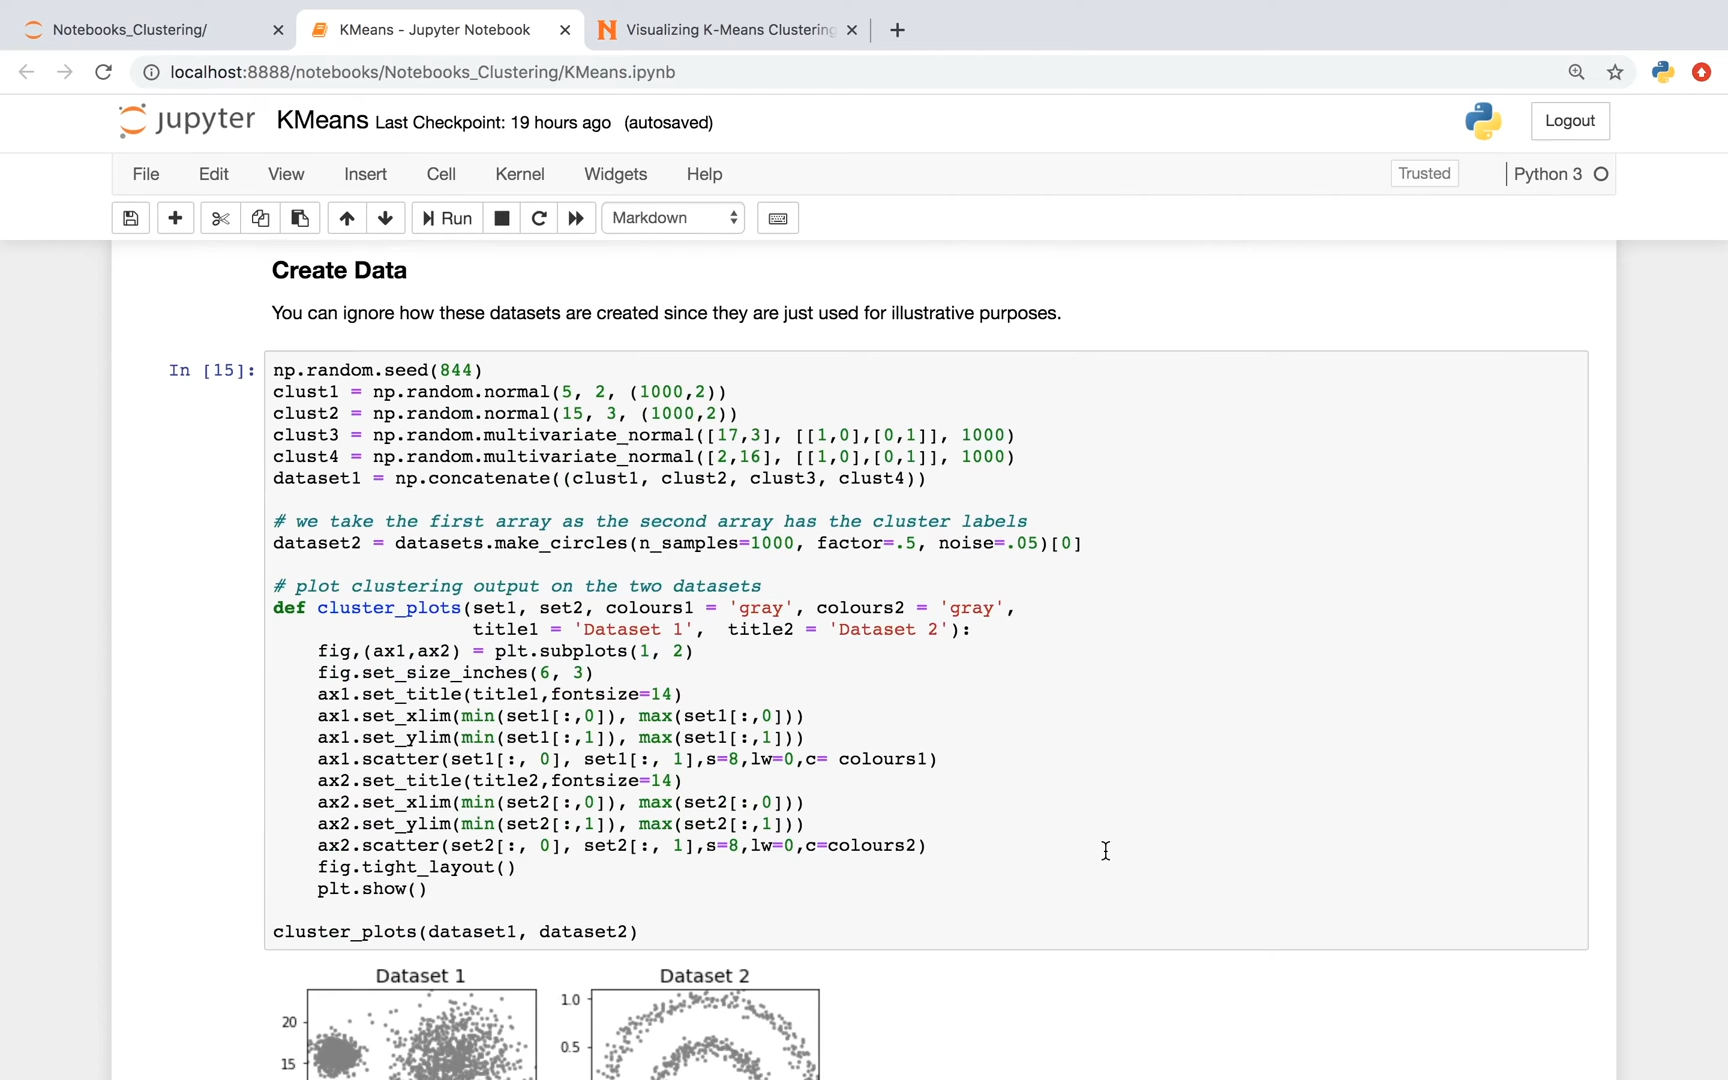 Notebooks_Clustering/
KMeans - Jupyter Notebook
Visualizing K-Means Clustering
localhost:8888/notebooks/Notebooks_Clustering/KMeans.ipynb
jupyter KMeans Last Checkpoint: 19 hours ago (autosaved)
Logout
File Edit View Insert Cell Kernel Widgets Help
Trusted
Python 3
Run
Markdown
Create Data
You can ignore how these datasets are created since they are just used for illustrative purposes.
In [15]:
np.random.seed(844)
clust1 = np.random.normal(5, 2, (1000,2))
clust2 = np.random.normal(15, 3, (1000,2))
clust3 = np.random.multivariate_normal([17,3], [[1,0],[0,1]], 1000)
clust4 = np.random.multivariate_normal([2,16], [[1,0],[0,1]], 1000)
dataset1 = np.concatenate((clust1, clust2, clust3, clust4))
# we take the first array as the second array has the cluster labels
dataset2 = datasets.make_circles(n_samples=1000, factor=.5, noise=.05)[0]
# plot clustering output on the two datasets
def cluster_plots(set1, set2, colours1 = 'gray', colours2 = 'gray',
title1 = 'Dataset 1', title2 = 'Dataset 2'):
fig,(ax1,ax2) = plt.subplots(1, 2)
fig.set_size_inches(6, 3)
ax1.set_title(title1,fontsize=14)
ax1.set_xlim(min(set1[:,0]), max(set1[:,0]))
ax1.set_ylim(min(set1[:,1]), max(set1[:,1]))
ax1.scatter(set1[:, 0], set1[:, 1],s=8,lw=0,c= colours1)
ax2.set_title(title2,fontsize=14)
ax2.set_xlim(min(set2[:,0]), max(set2[:,0]))
ax2.set_ylim(min(set2[:,1]), max(set2[:,1]))
ax2.scatter(set2[:, 0], set2[:, 1],s=8,lw=0,c=colours2)
fig.tight_layout()
plt.show()
cluster_plots(dataset1, dataset2)
Dataset 1
20
15
Dataset 2
1.0
0.5